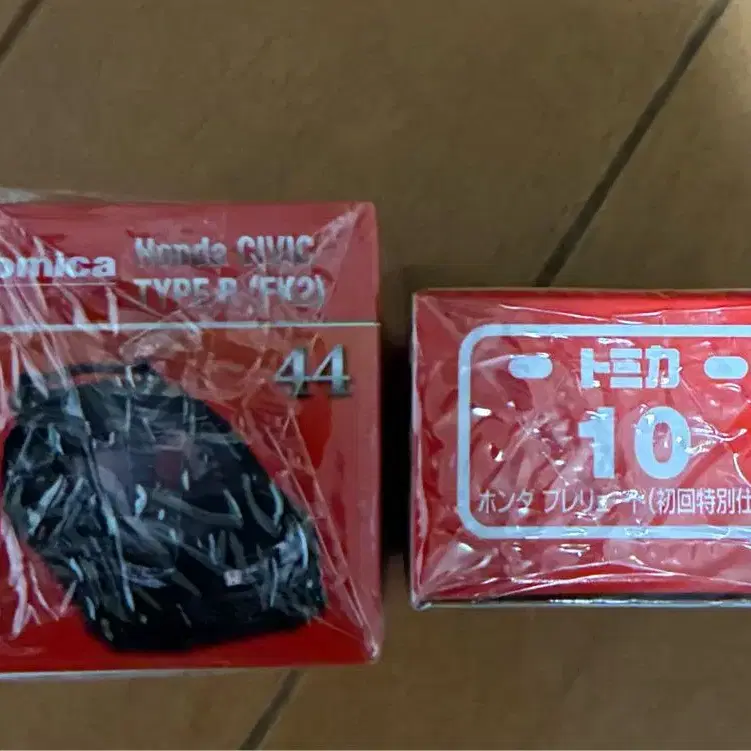 omica
Honda CIVIC
TYPE R (FK2)
44
トミカ
10
ホンダ プレリュード(初回特別仕